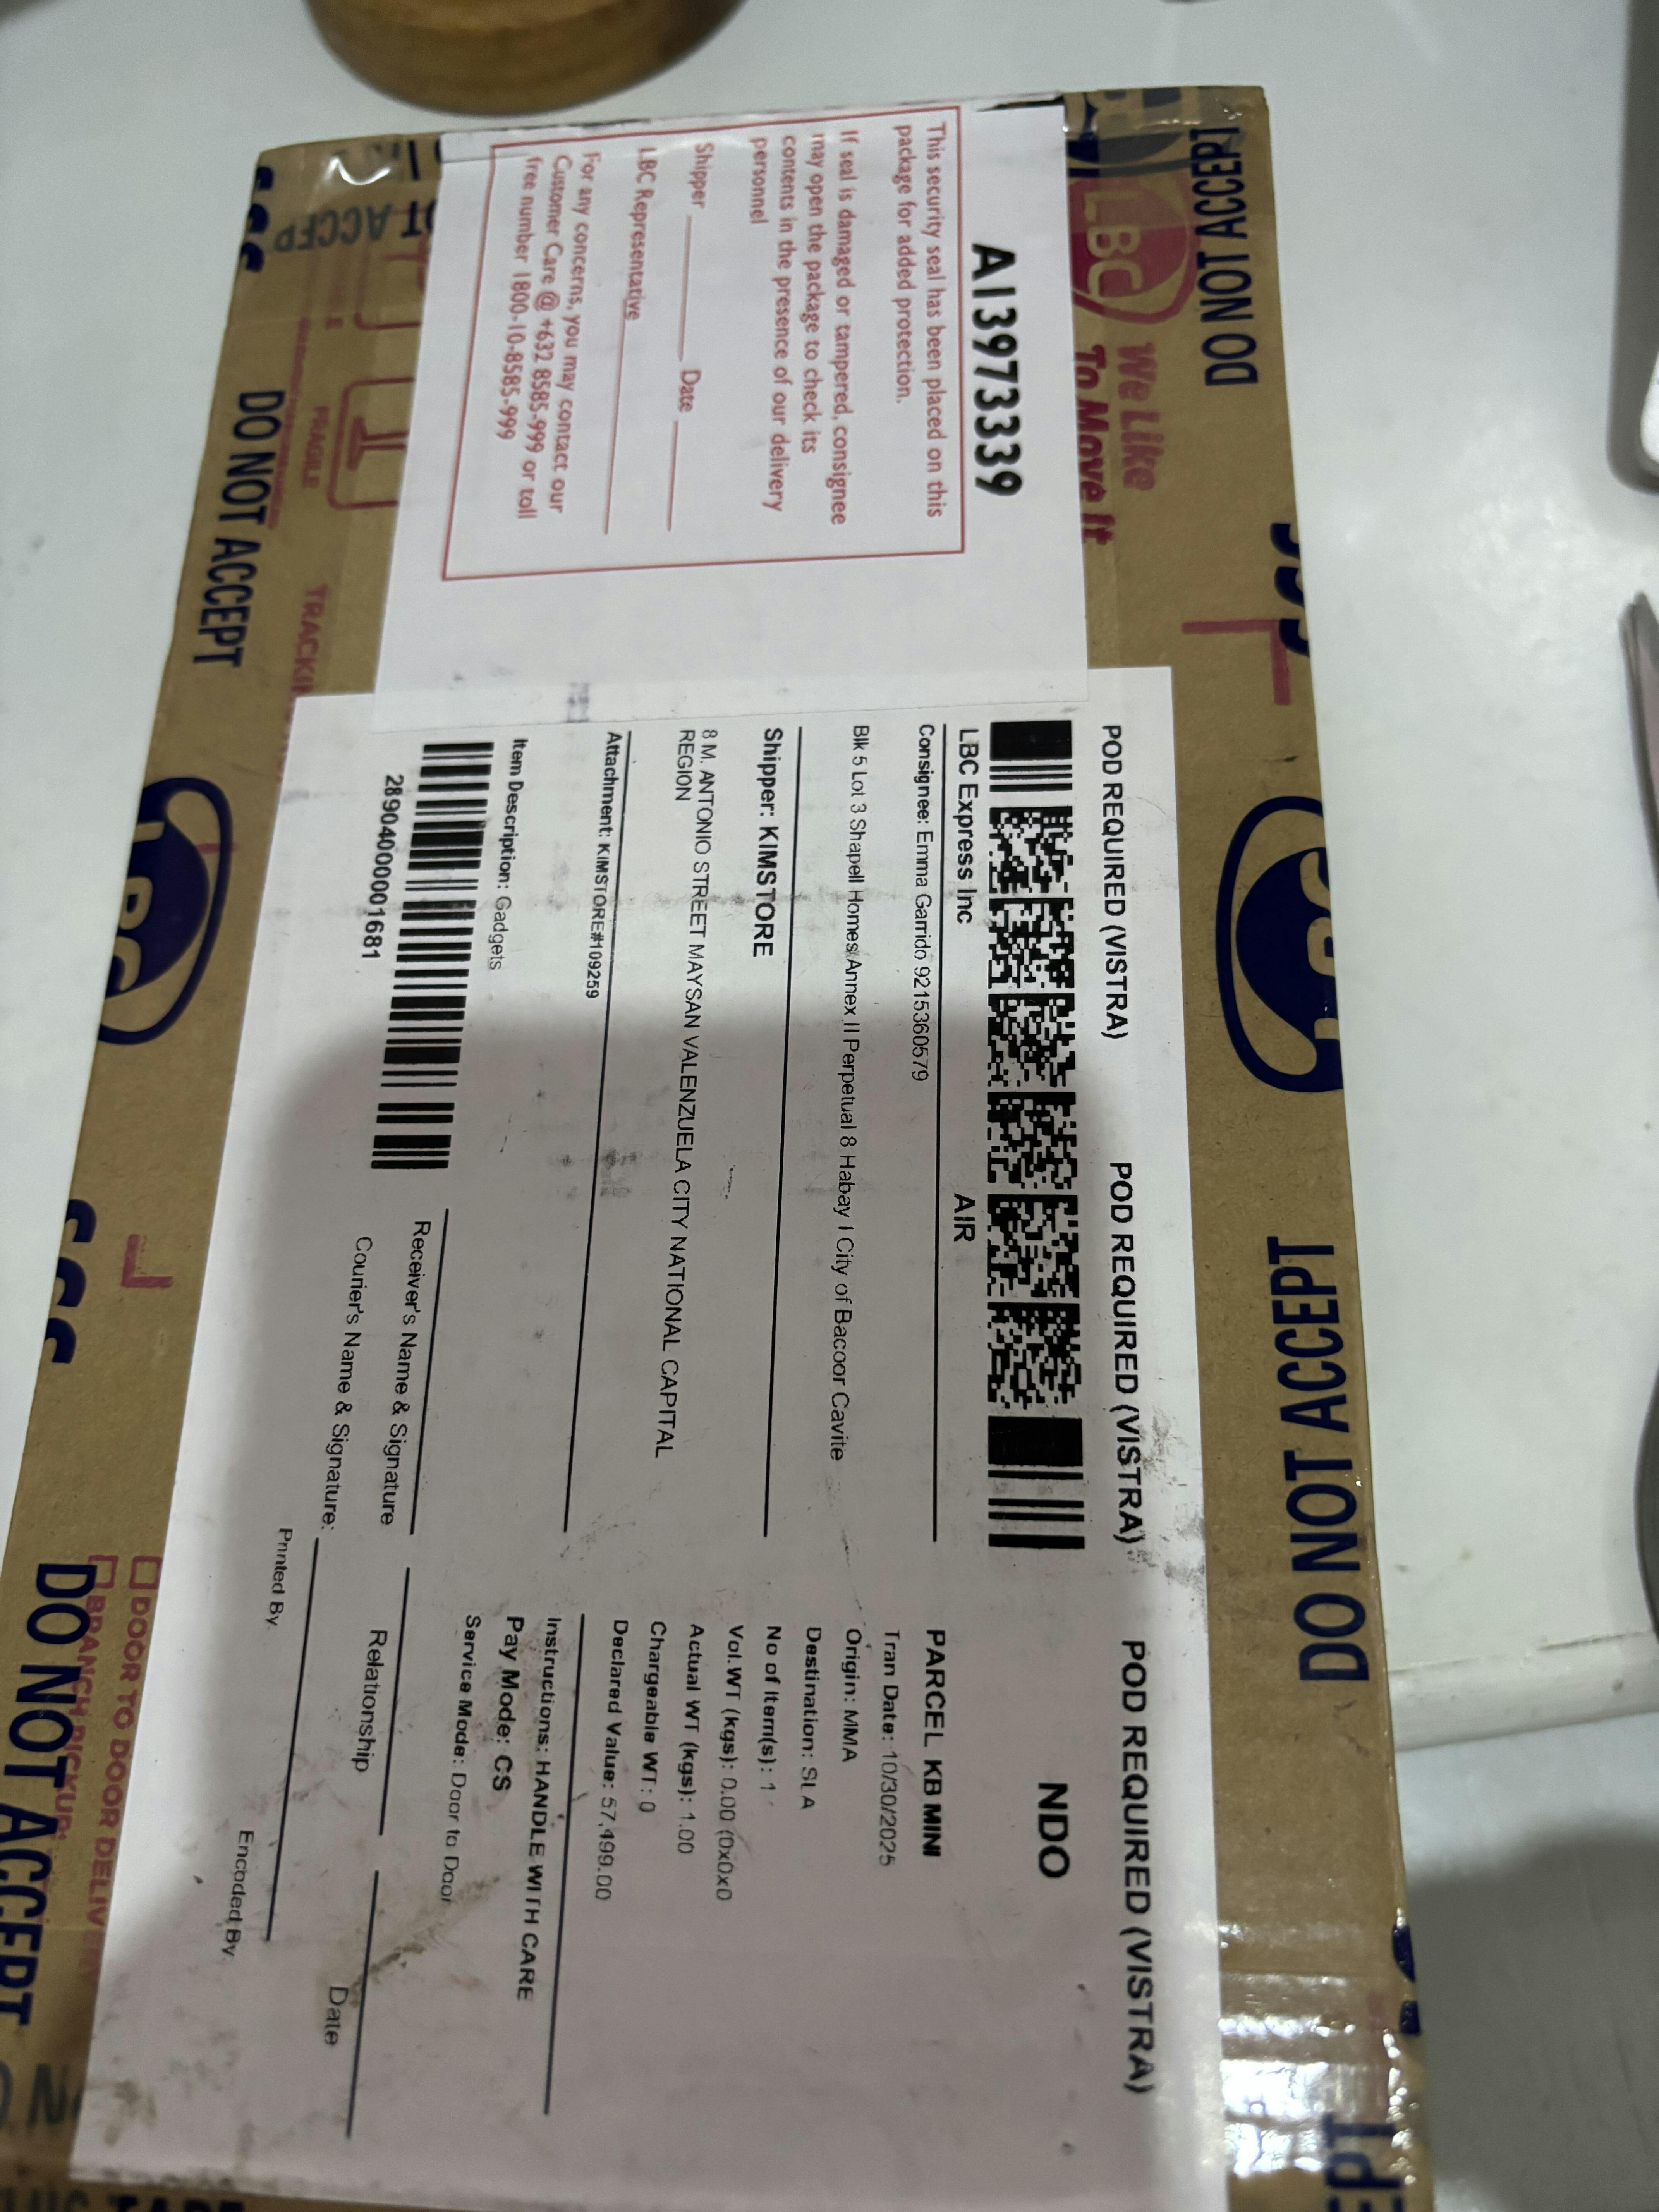 A13973339
This security seal has been placed on this
package for added protection.
If seal is damaged or tampered, consignee
may open the package to check its
contents in the presence of our delivery
personnel
Shipper Date
LBC Representative
For any concerns, you may contact our
Customer Care @ +632 8585-999 or toll
free number 1800-10-8585-999
POD REQUIRED (VISTRA) POD REQUIRED (VISTRA) POD REQUIRED (VISTRA)
NDO
LBC Express Inc AIR
Consignee: Emma Garrido 9215360579
Blk 5 Lot 3 Shapell Homes Annex II Perpetual 8 Habay I City of Bacoor Cavite
Shipper: KIMSTORE
8 M. ANTONIO STREET MAYSAN VALENZUELA CITY NATIONAL CAPITAL
REGION
Attachment: KIMSTORE#109259
Item Description: Gadgets
289040000001681
Receiver's Name & Signature
Relationship
Date
Courier's Name & Signature:
Printed By.
Encoded By.
PARCEL KB MINI
Tran Date: 10/30/2025
Origin: MMA
Destination: SLA
No of Item(s): 1
Vol.WT (kgs): 0.00 (0x0x0
Actual WT (kgs): 1.00
Chargeable WT: 0
Declared Value: 57,499.00
Instructions: HANDLE WITH CARE
Pay Mode: CS
Service Mode: Door to Door
LBC We Like
To Move It
DO NOT ACCEPT
DO NOT ACCEPT
DO NOT ACCEPT
DO NOT ACCEPT
FRAGILE
DOOR TO DOOR DELIVERY
BRANCH PICKUP: